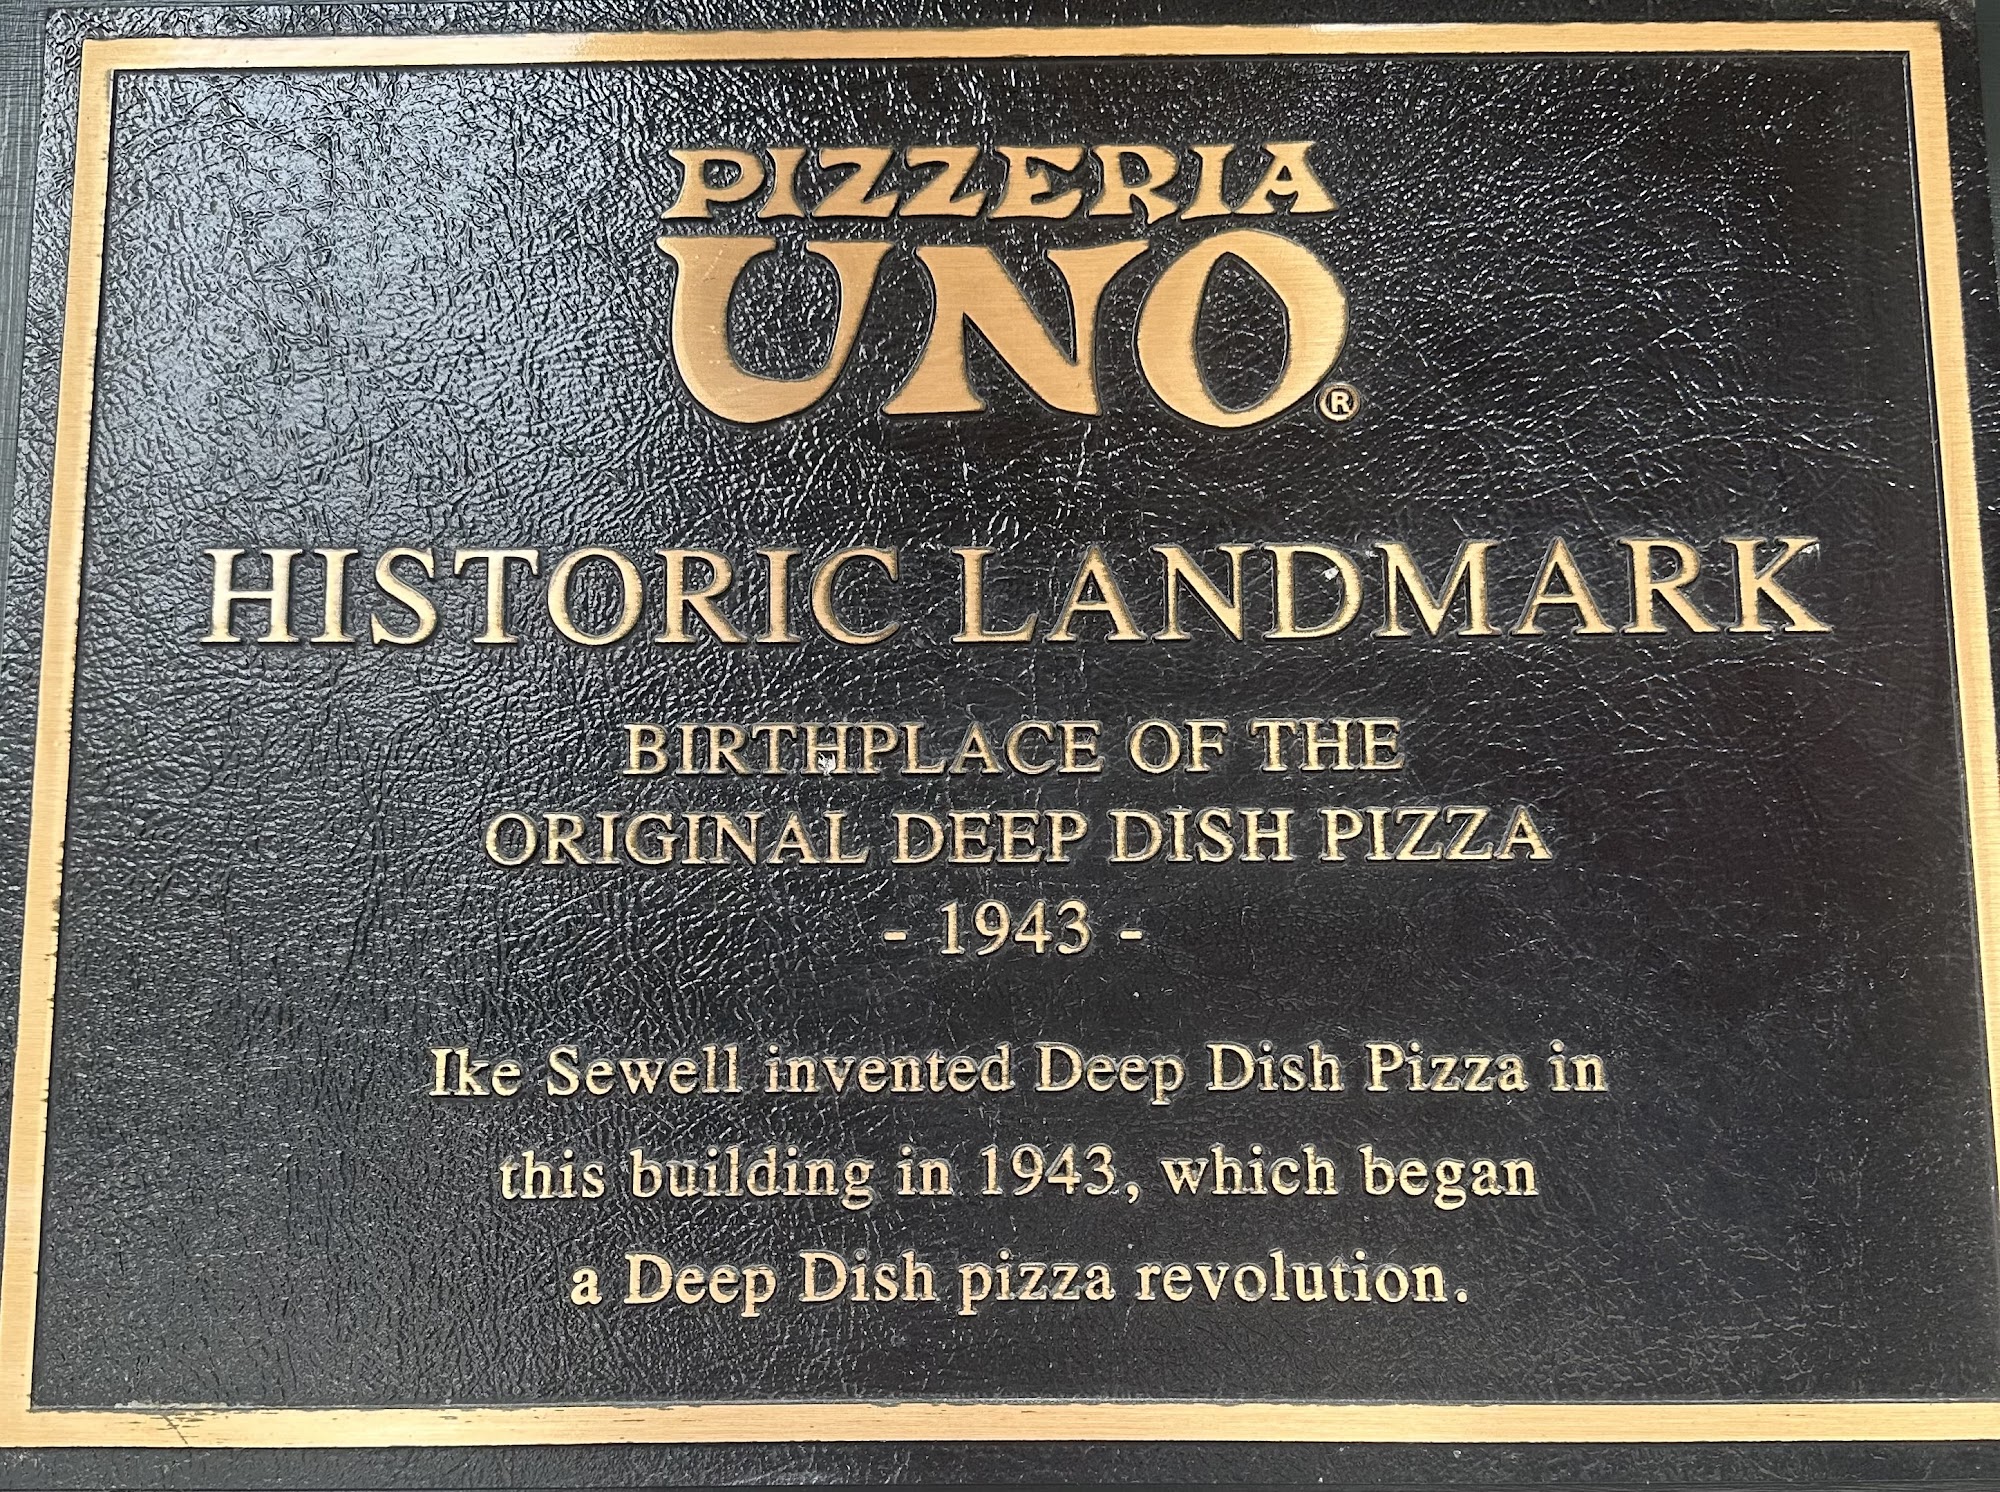 PIZZERIA
UNO®
HISTORIC LANDMARK
BIRTHPLACE OF THE
ORIGINAL DEEP DISH PIZZA
- 1943 -
Ike Sewell invented Deep Dish Pizza in
this building in 1943, which began
a Deep Dish pizza revolution.